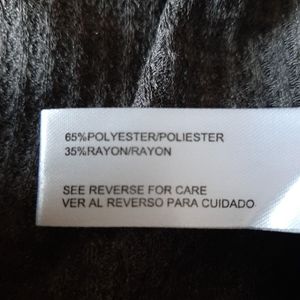 65%POLYESTER/POLIESTER
35%RAYON/RAYON
SEE REVERSE FOR CARE
VER AL REVERSO PARA CUIDADO